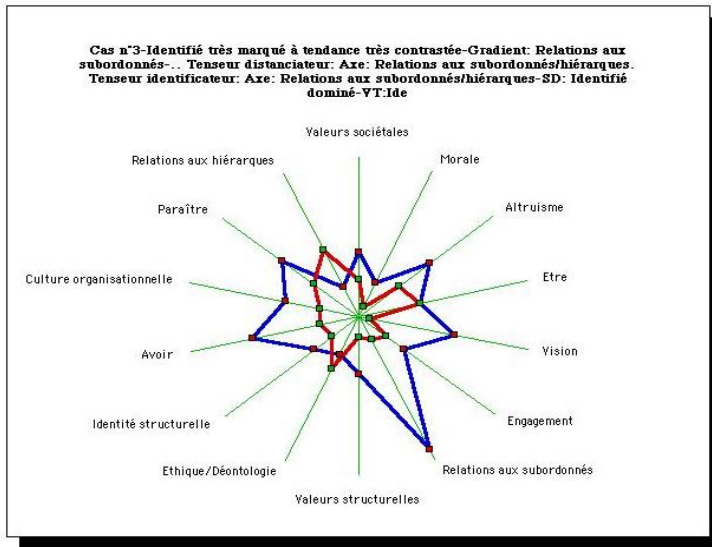 Cas n°3-Identifié très marqué à tendance très contrastée-Gradient: Relations aux
subordonnés-.. Tenseur distanciateur: Axe: Relations aux subordonnés/hiérarques.
Tenseur identificateur: Axe: Relations aux subordonnés/hiérarques-SD: Identifié
dominé-VT:Ide
Valeurs sociétales
Relations aux hiérarques
Morale
Paraître
Altruisme
Culture organisationnelle
Etre
Avoir
Vision
Identité structurelle
Engagement
Ethique/Déontologie
Relations aux subordonnés
Valeurs structurelles